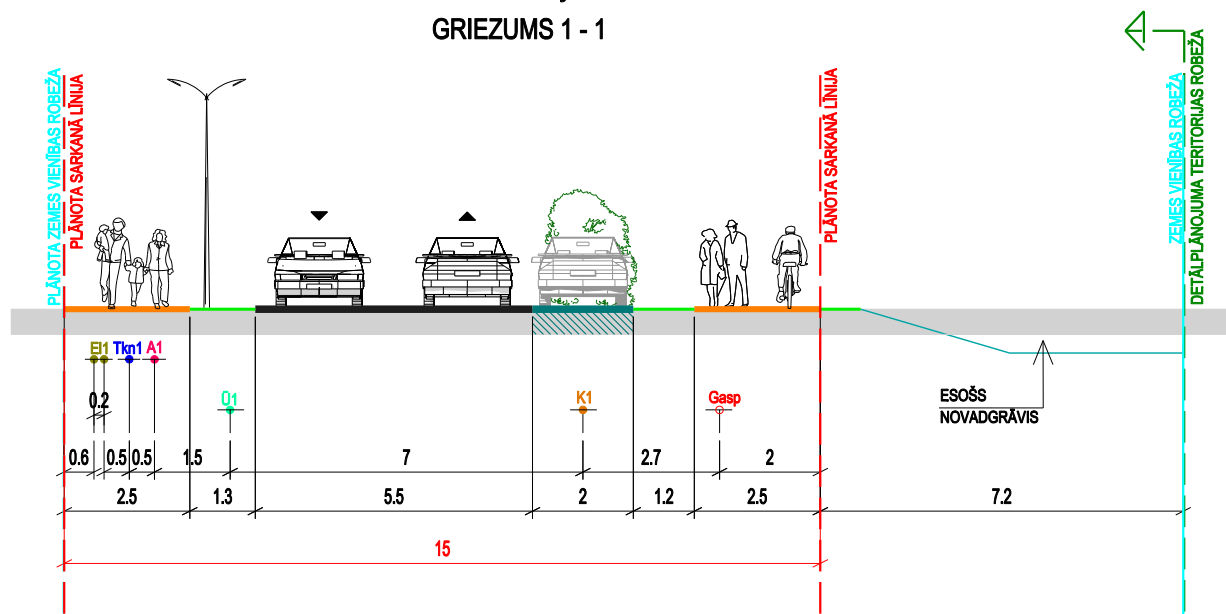 GRIEZUMS 1 - 1
PLĀNOTA ZEMES VIENĪBAS ROBEŽA
PLĀNOTA SARKANĀ LĪNIJA
PLĀNOTA SARKANĀ LĪNIJA
ZEMES VIENĪBAS ROBEŽA
DETĀLPLĀNOJUMA TERITORIJAS ROBEŽA
El1 Tkn1 A1
0.2
Ū1
K1
Gasp
ESOŠS
NOVADGRĀVIS
0.6 0.5 0.5 1.5 7 2.7 2
2.5 1.3 5.5 2 1.2 2.5 7.2
15